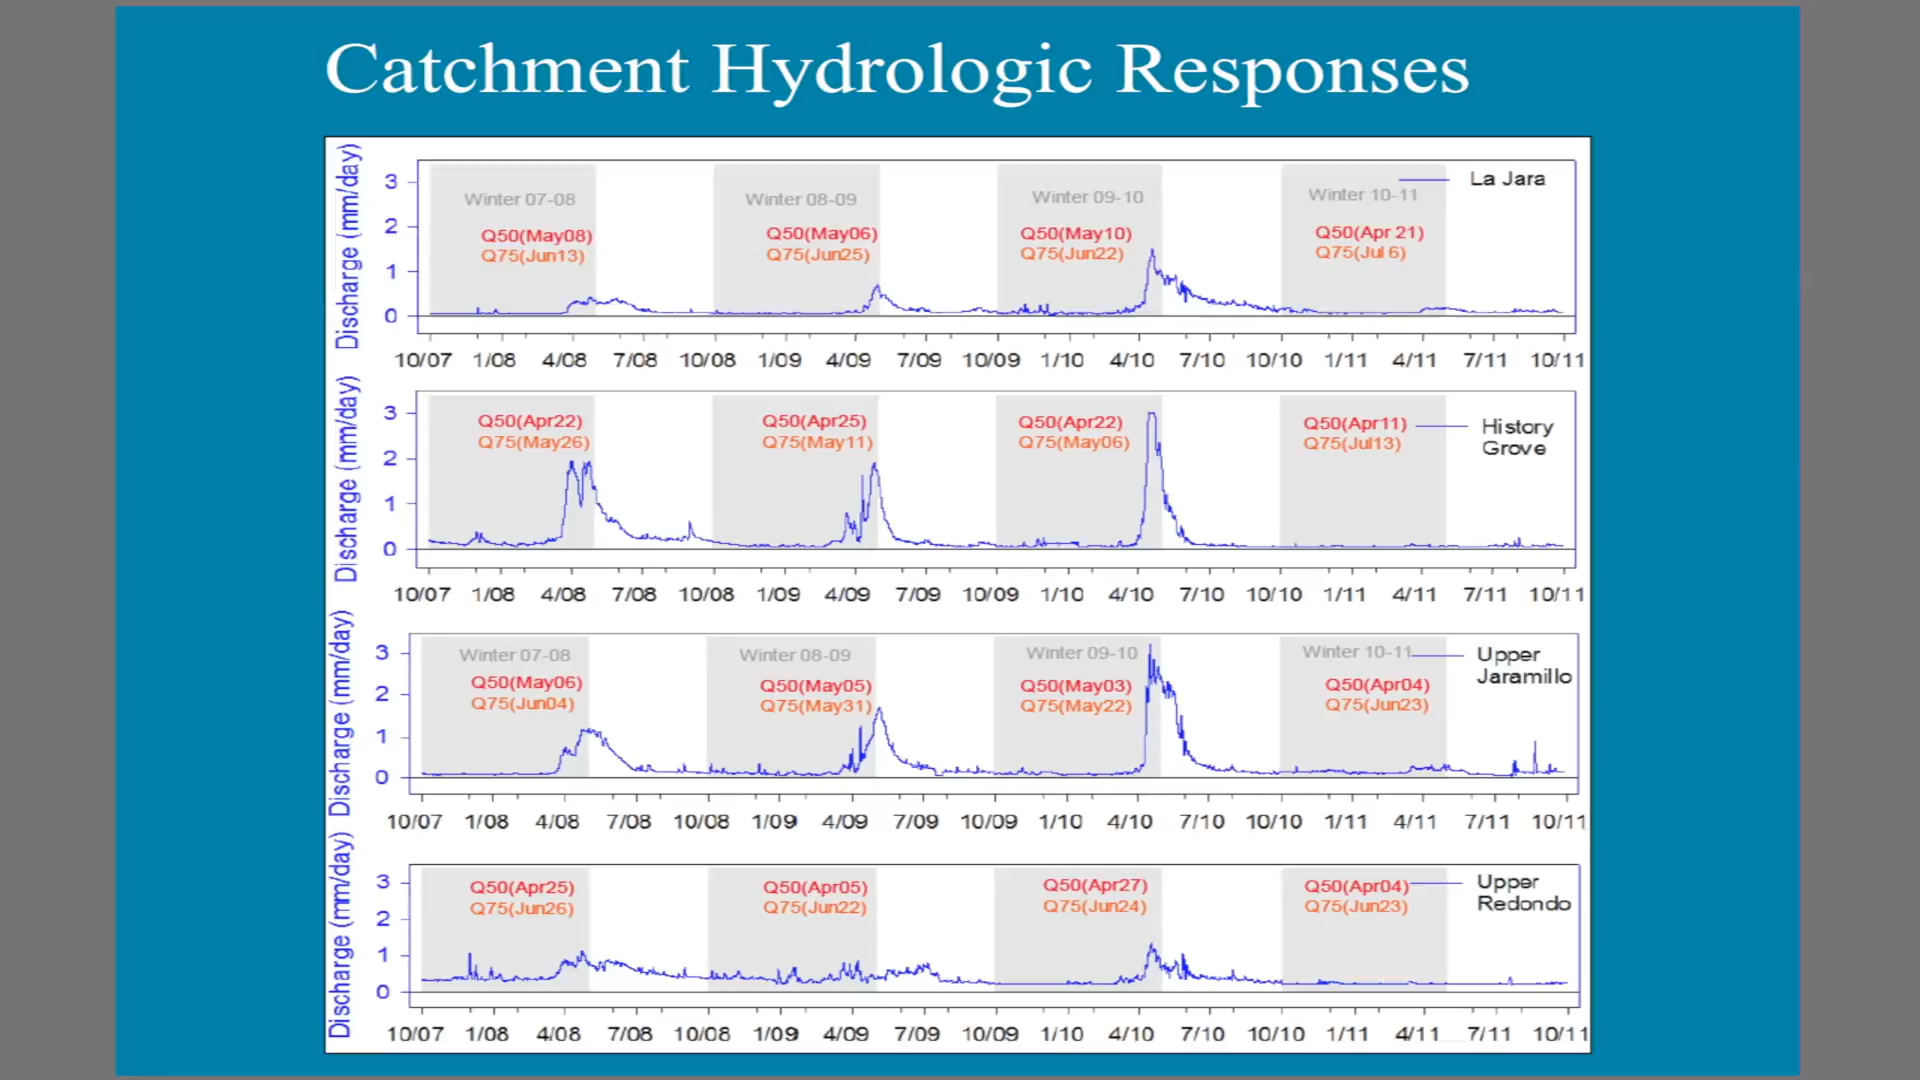 Catchment Hydrologic Responses
Discharge (mm/day)
3
2
1
0
Winter 07-08
Q50(May08)
Q75(Jun13)
Winter 08-09
Q50(May06)
Q75(Jun25)
Winter 09-10
Q50(May10)
Q75(Jun22)
Winter 10-11
Q50(Apr 21)
Q75(Jul 6)
La Jara
10/07 1/08 4/08 7/08 10/08 1/09 4/09 7/09 10/09 1/10 4/10 7/10 10/10 1/11 4/11 7/11 10/11
Discharge (mm/day)
3
2
1
0
Q50(Apr22)
Q75(May26)
Q50(Apr25)
Q75(May11)
Q50(Apr22)
Q75(May06)
Q50(Apr11)
Q75(Jul13)
History
Grove
10/07 1/08 4/08 7/08 10/08 1/09 4/09 7/09 10/09 1/10 4/10 7/10 10/10 1/11 4/11 7/11 10/11
Discharge (mm/day)
3
2
1
0
Winter 07-08
Q50(May06)
Q75(Jun04)
Winter 08-09
Q50(May05)
Q75(May31)
Winter 09-10
Q50(May03)
Q75(May22)
Winter 10-11
Q50(Apr04)
Q75(Jun23)
Upper
Jaramillo
10/07 1/08 4/08 7/08 10/08 1/09 4/09 7/09 10/09 1/10 4/10 7/10 10/10 1/11 4/11 7/11 10/11
Discharge (mm/day)
3
2
1
0
Q50(Apr25)
Q75(Jun26)
Q50(Apr05)
Q75(Jun22)
Q50(Apr27)
Q75(Jun24)
Q50(Apr04)
Q75(Jun23)
Upper
Redondo
10/07 1/08 4/08 7/08 10/08 1/09 4/09 7/09 10/09 1/10 4/10 7/10 10/10 1/11 4/11 7/11 10/11